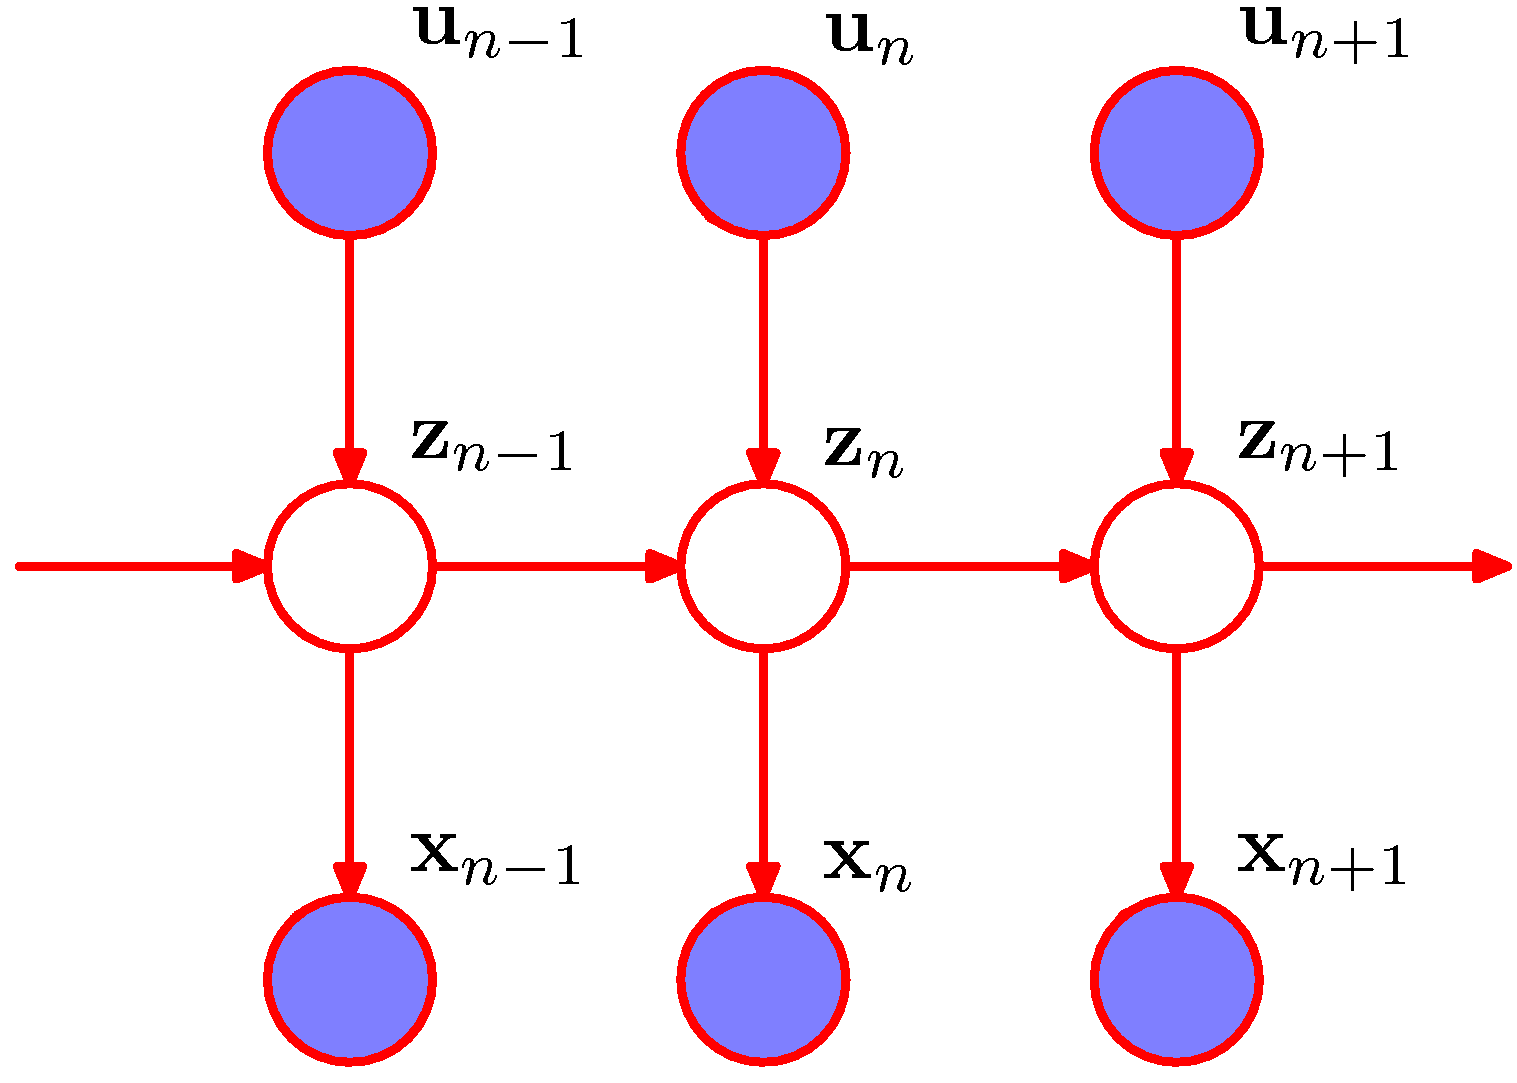 u_{n-1} u_n u_{n+1}
z_{n-1} z_n z_{n+1}
x_{n-1} x_n x_{n+1}